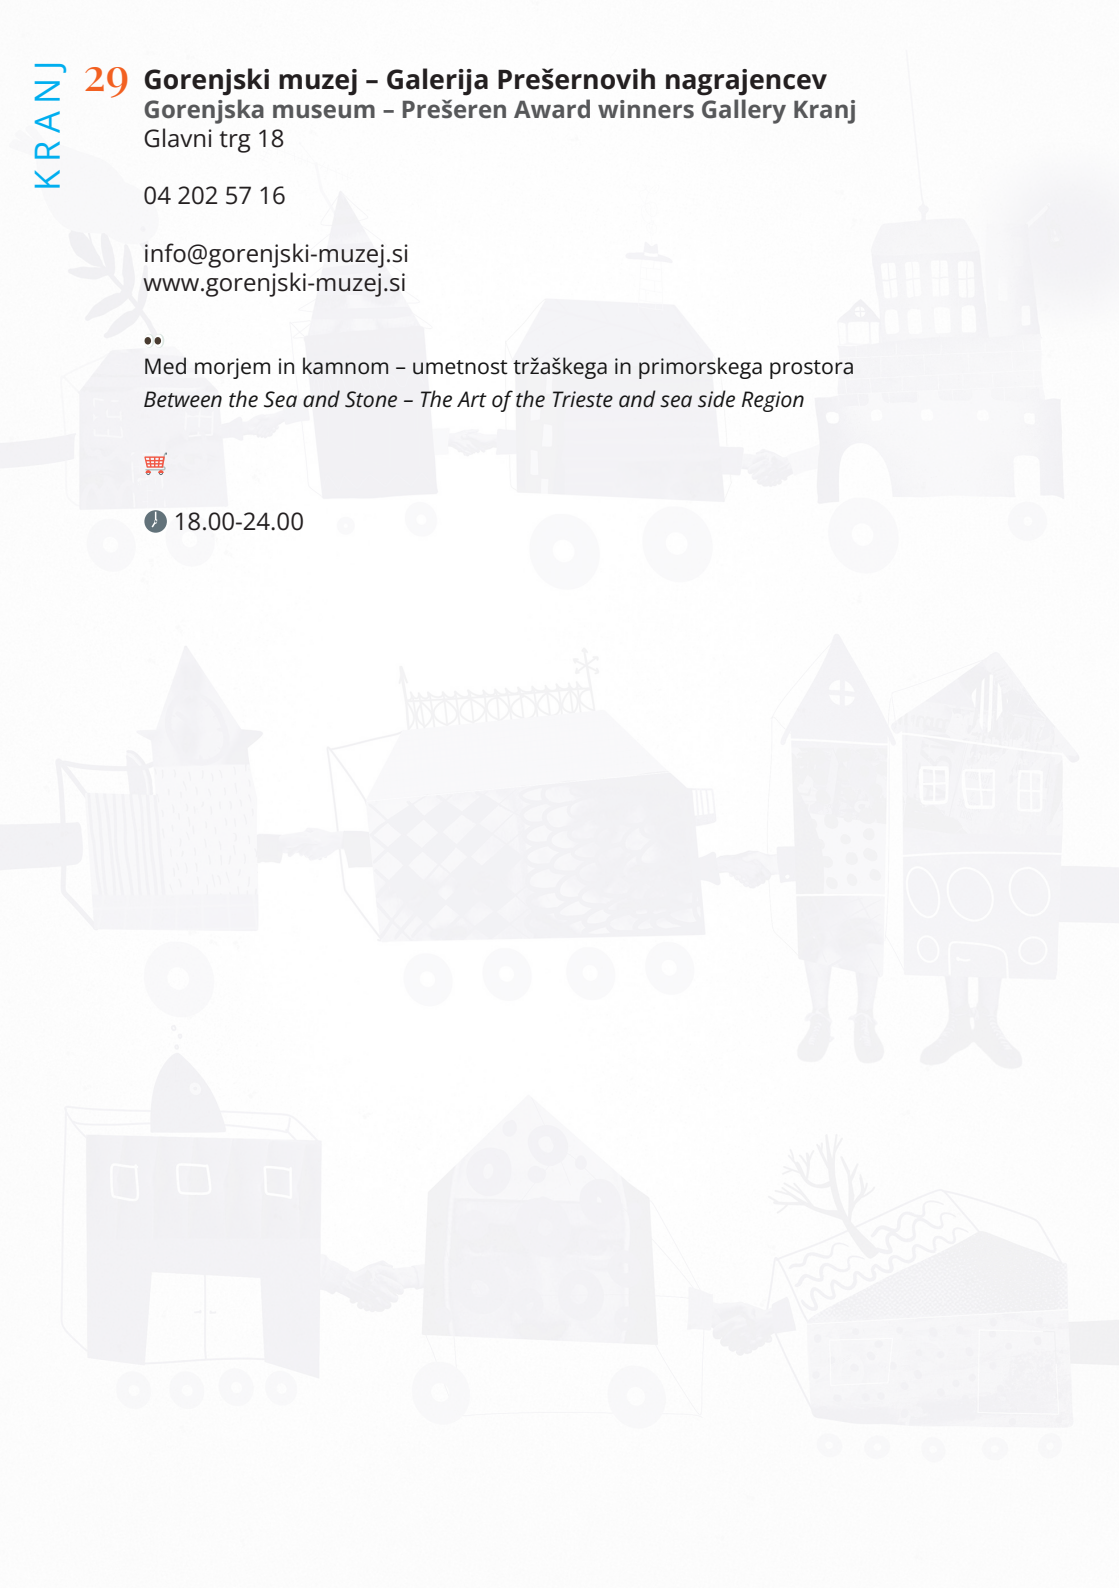 KRANJ
29 Gorenjski muzej – Galerija Prešernovih nagrajencev
Gorenjska museum – Prešeren Award winners Gallery Kranj
Glavni trg 18
04 202 57 16
info@gorenjski-muzej.si
www.gorenjski-muzej.si
Med morjem in kamnom – umetnost tržaškega in primorskega prostora
Between the Sea and Stone – The Art of the Trieste and sea side Region
18.00-24.00